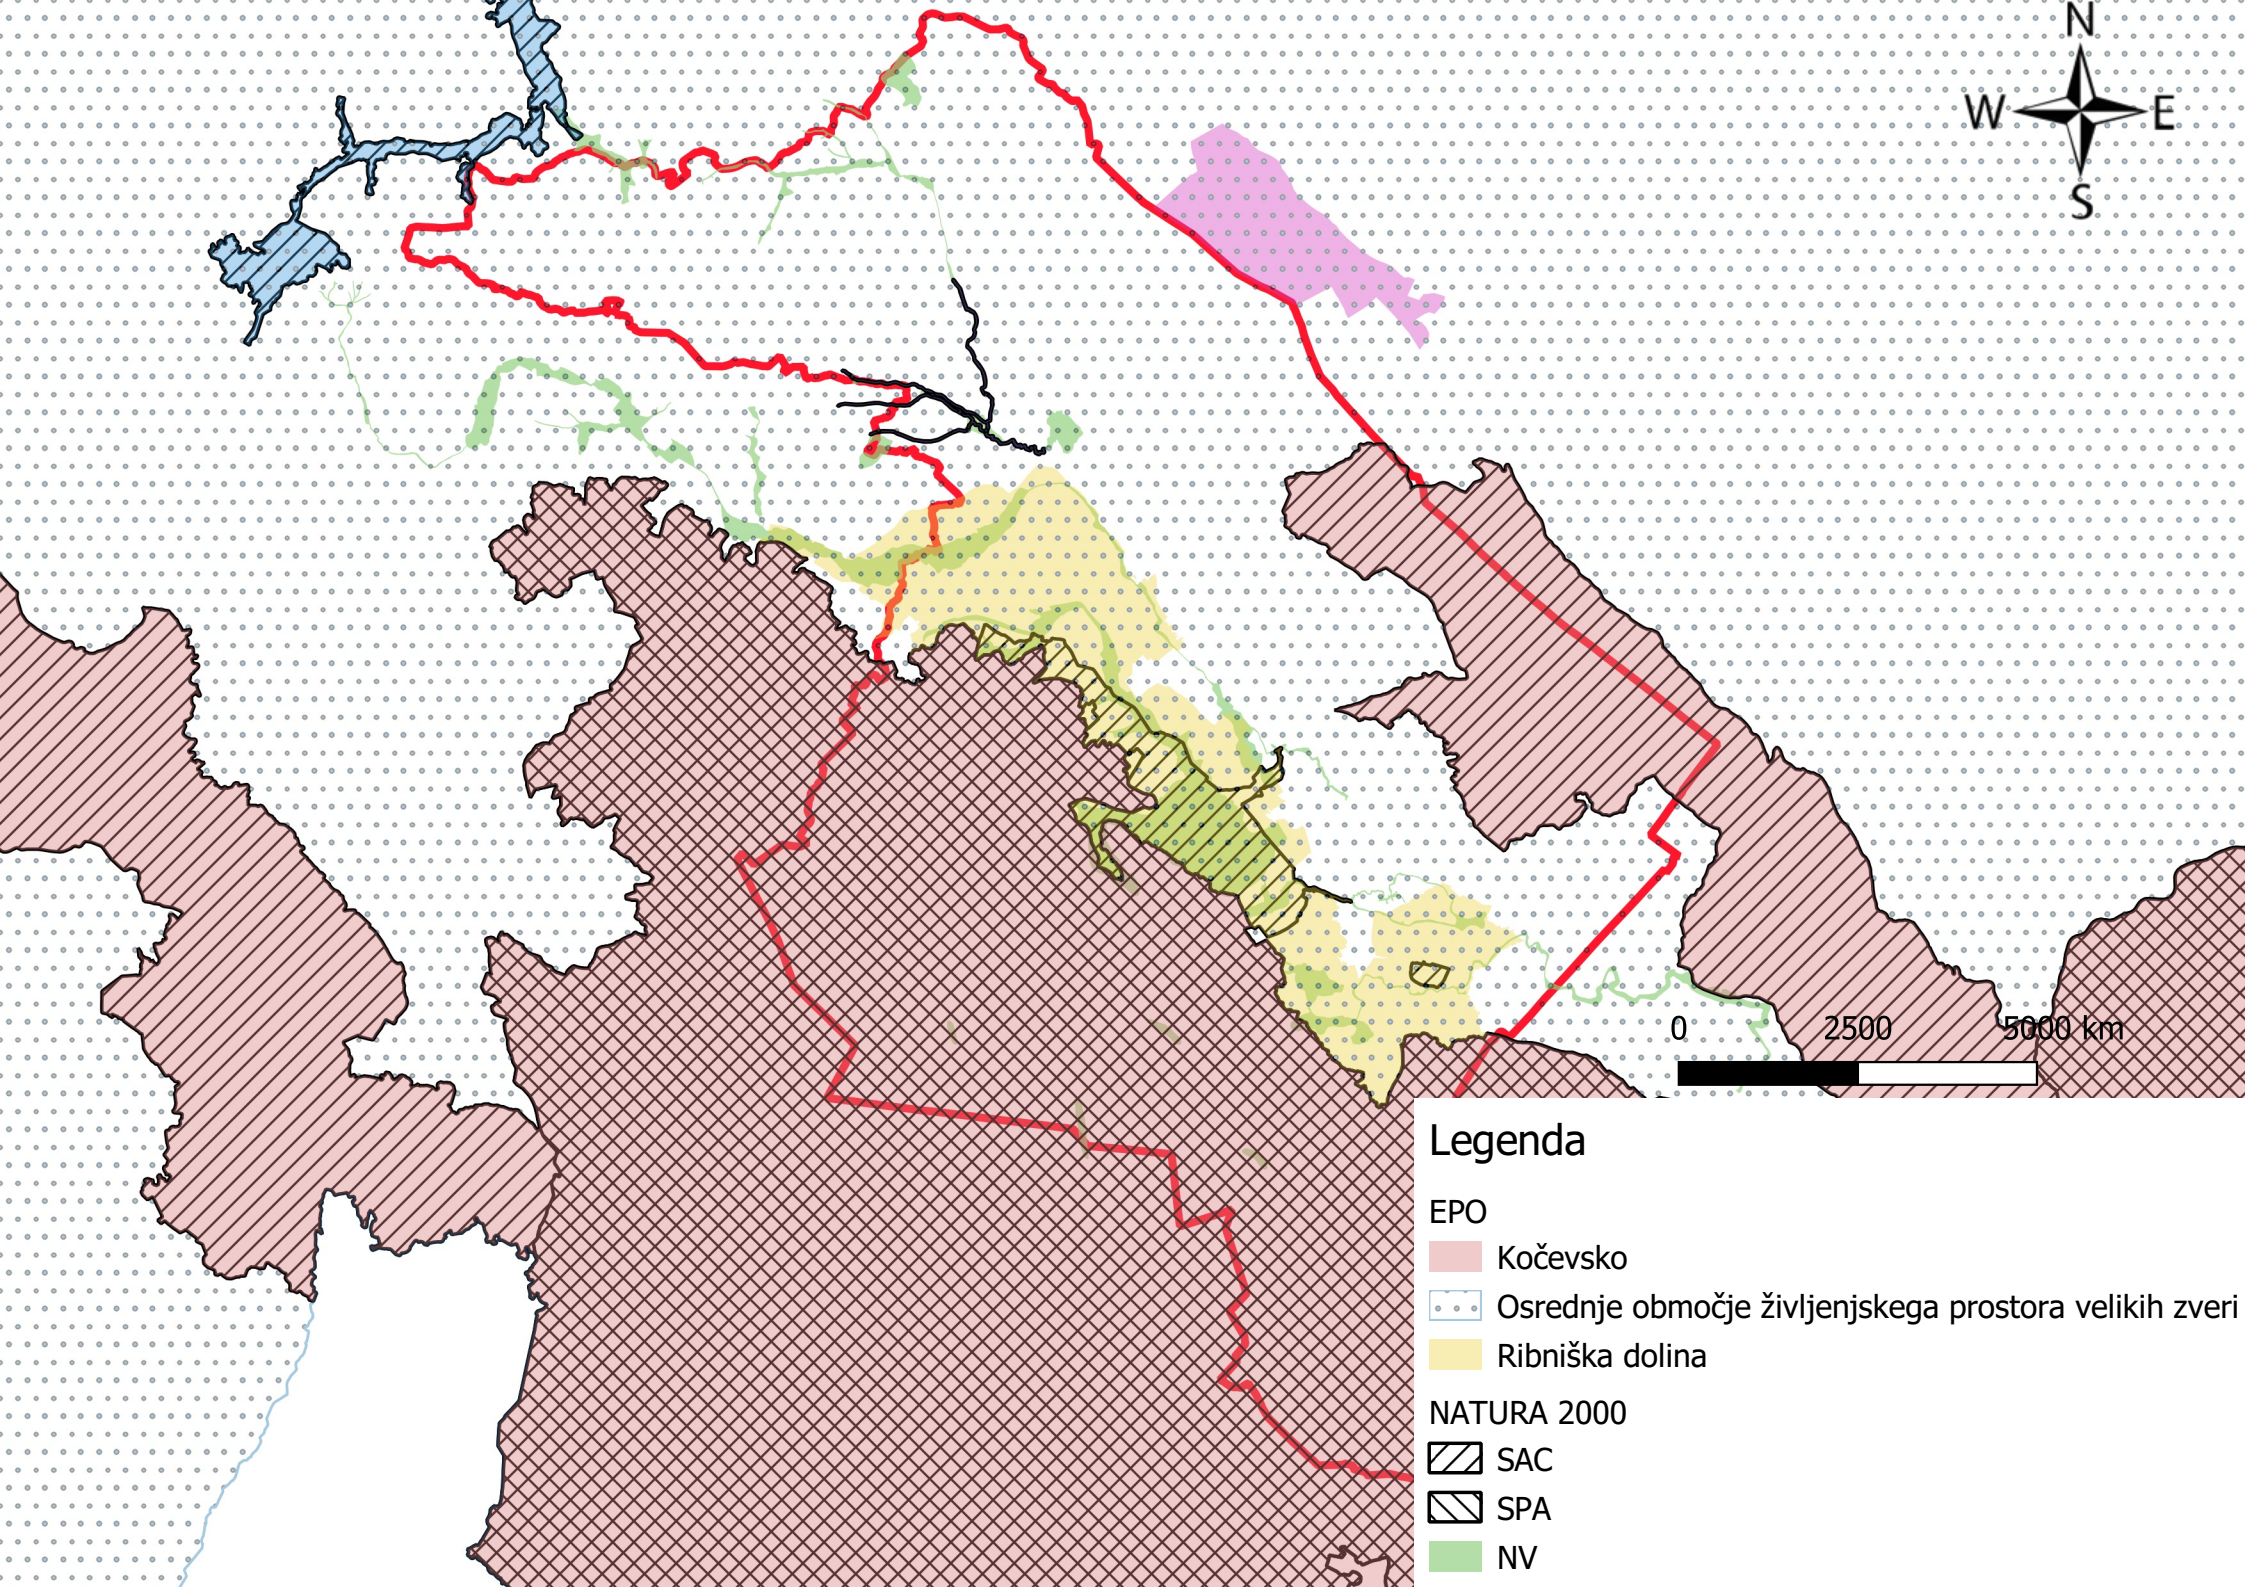 N
W E
S
0 2500 5000 km
Legenda
EPO
Kočevsko
Osrednje območje življenjskega prostora velikih zveri
Ribniška dolina
NATURA 2000
SAC
SPA
NV